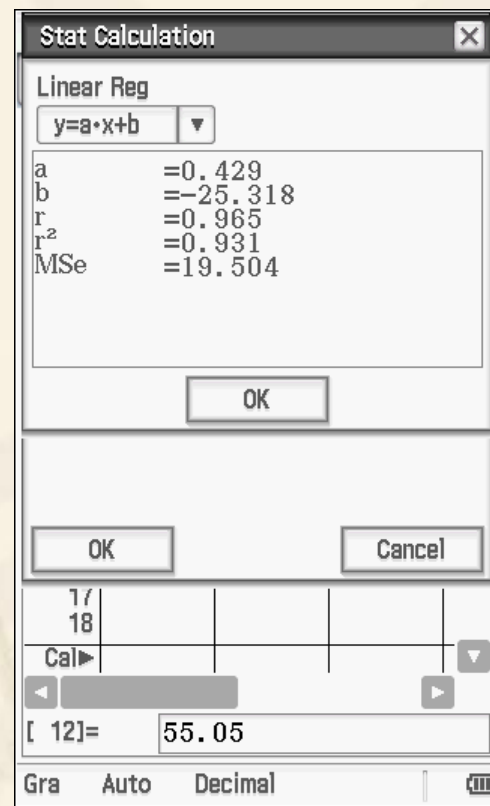 Stat Calculation
Linear Reg
y=a•x+b
a =0.429
b =-25.318
r =0.965
r² =0.931
MSe =19.504
OK
OK Cancel
17
18
Cal▶
[ 12]= 55.05
Gra Auto Decimal